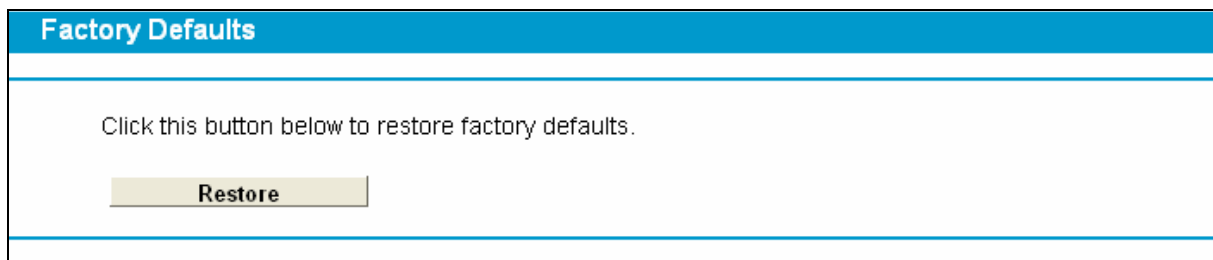 Factory Defaults
Click this button below to restore factory defaults.
Restore